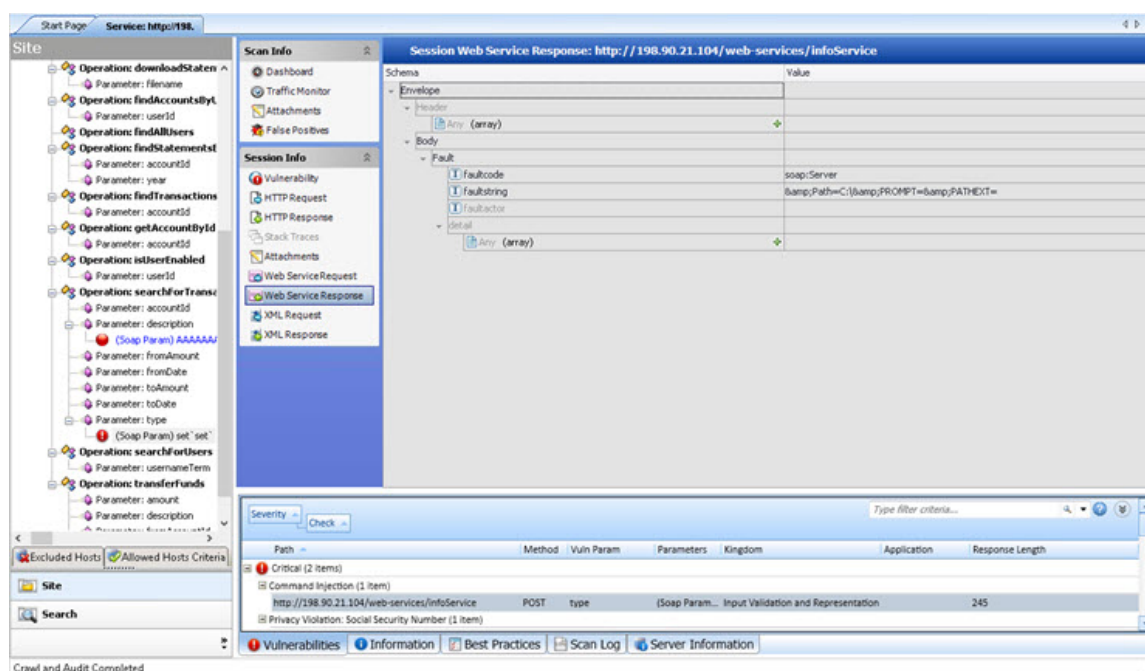 Start Page
Service: http://198.
Site
Operation: downloadStaten
Parameter: filename
Operation: findAccountsByU
Parameter: userId
Operation: findAllUsers
Operation: findStatementsE
Parameter: accountId
Parameter: year
Operation: findTransactions
Parameter: accountId
Operation: getAccountById
Parameter: accountId
Operation: isUserEnabled
Parameter: userId
Operation: searchForTransa
Parameter: accountId
Parameter: description
(Soap Param) AAAAAA
Parameter: fromAmount
Parameter: fromDate
Parameter: toAmount
Parameter: toDate
Parameter: type
(Soap Param) set`set`
Operation: searchForUsers
Parameter: usernameTerm
Operation: transferFunds
Parameter: amount
Parameter: description
Excluded Hosts
Allowed Hosts Criteria
Site
Search
Scan Info
Dashboard
Traffic Monitor
Attachments
False Positives
Session Info
Vulnerability
HTTP Request
HTTP Response
Stack Traces
Attachments
Web Service Request
Web Service Response
XML Request
XML Response
Session Web Service Response: http://198.90.21.104/web-services/infoService
Schema Value
Envelope
Header
Any (array)
Body
Fault
faultcode soap:Server
faultstring &amp;Path=C:\&amp;PROMPT=&amp;PATHEXT=
faultactor
detail
Any (array)
Severity
Check
Type filter criteria...
Path Method Vuln Param Parameters Kingdom Application Response Length
Critical (2 items)
Command Injection (1 item)
http://198.90.21.104/web-services/infoService POST type (Soap Param... Input Validation and Representation 245
Privacy Violation: Social Security Number (1 item)
Vulnerabilities
Information
Best Practices
Scan Log
Server Information
Crawl and Audit Completed